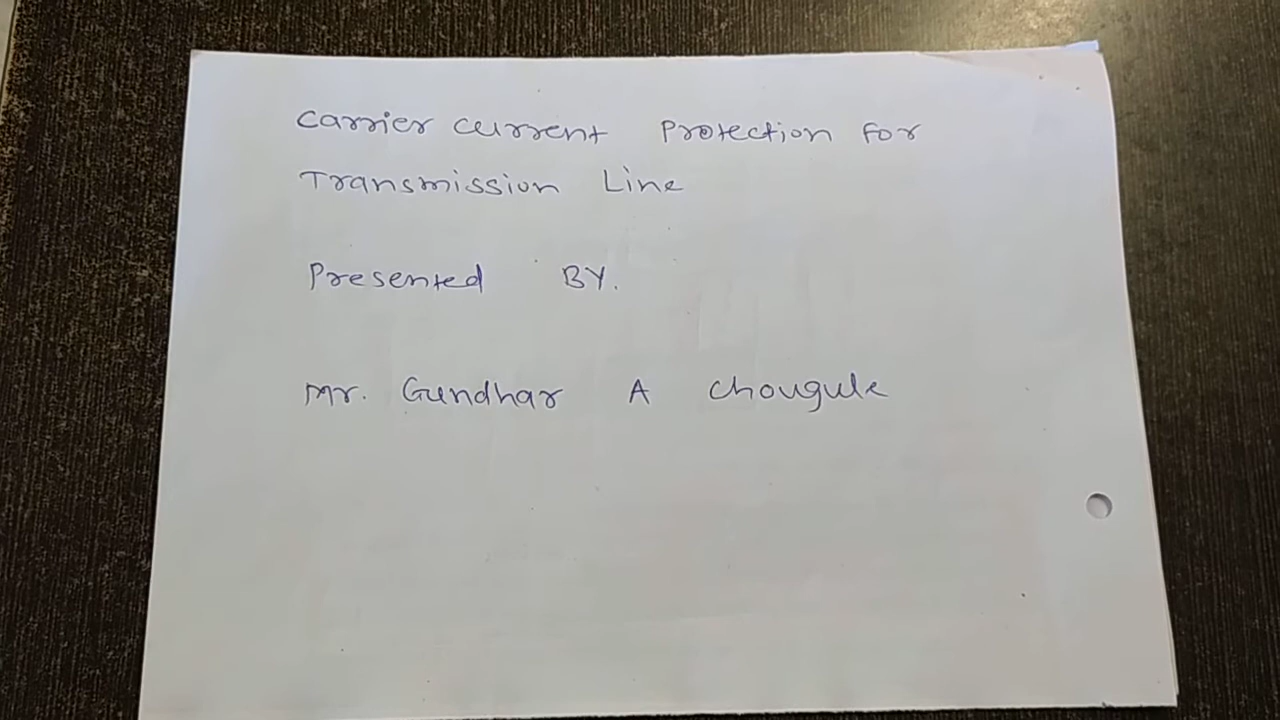 Carrier current Protection For
Transmission Line
Presented BY.
Mr. Gundhar A Chougule